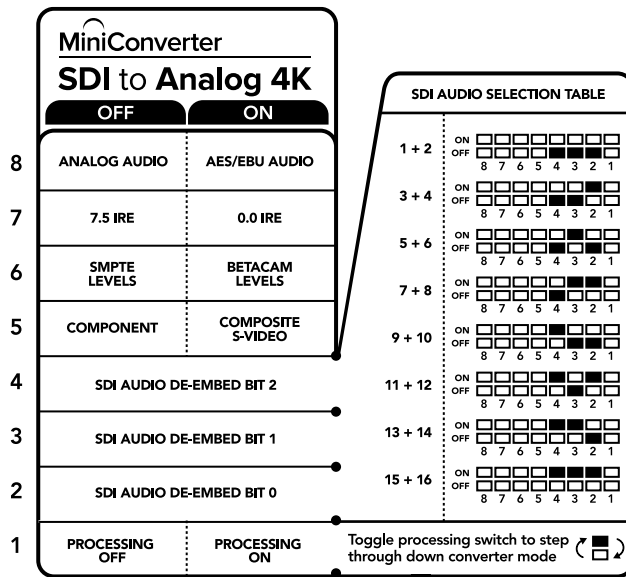 MiniConverter
SDI to Analog 4K
OFF ON
8 ANALOG AUDIO AES/EBU AUDIO
7 7.5 IRE 0.0 IRE
6 SMPTE LEVELS BETACAM LEVELS
5 COMPONENT COMPOSITE S-VIDEO
4 SDI AUDIO DE-EMBED BIT 2
3 SDI AUDIO DE-EMBED BIT 1
2 SDI AUDIO DE-EMBED BIT 0
1 PROCESSING OFF PROCESSING ON
SDI AUDIO SELECTION TABLE
1 + 2 ON
OFF
8 7 6 5 4 3 2 1
3 + 4 ON
OFF
8 7 6 5 4 3 2 1
5 + 6 ON
OFF
8 7 6 5 4 3 2 1
7 + 8 ON
OFF
8 7 6 5 4 3 2 1
9 + 10 ON
OFF
8 7 6 5 4 3 2 1
11 + 12 ON
OFF
8 7 6 5 4 3 2 1
13 + 14 ON
OFF
8 7 6 5 4 3 2 1
15 + 16 ON
OFF
8 7 6 5 4 3 2 1
Toggle processing switch to step
through down converter mode